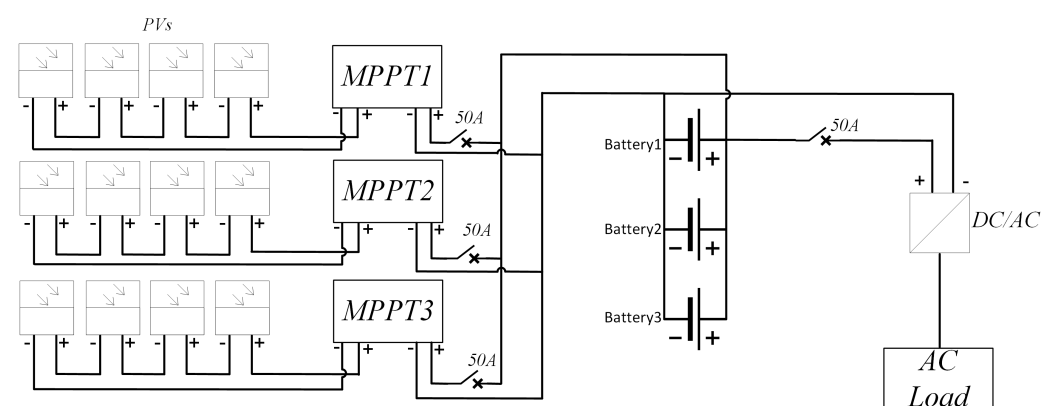 PVs
- + - + - + - +
MPPT1
- + - +
50A
Battery1
- +
50A
+ -
DC/AC
- + - + - + - +
MPPT2
- + - +
50A
Battery2
- +
- + - + - + - +
MPPT3
- + - +
50A
Battery3
- +
AC
Load